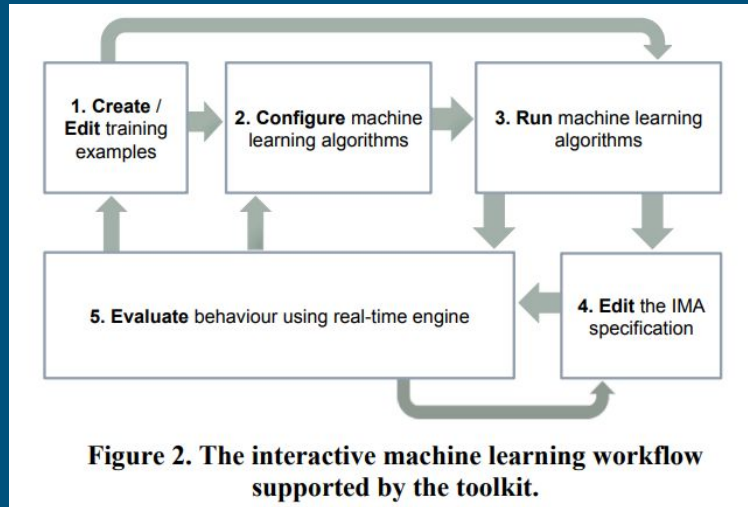 1. Create /
Edit training
examples
2. Configure machine
learning algorithms
3. Run machine learning
algorithms
5. Evaluate behaviour using real-time engine
4. Edit the IMA
specification
Figure 2. The interactive machine learning workflow
supported by the toolkit.